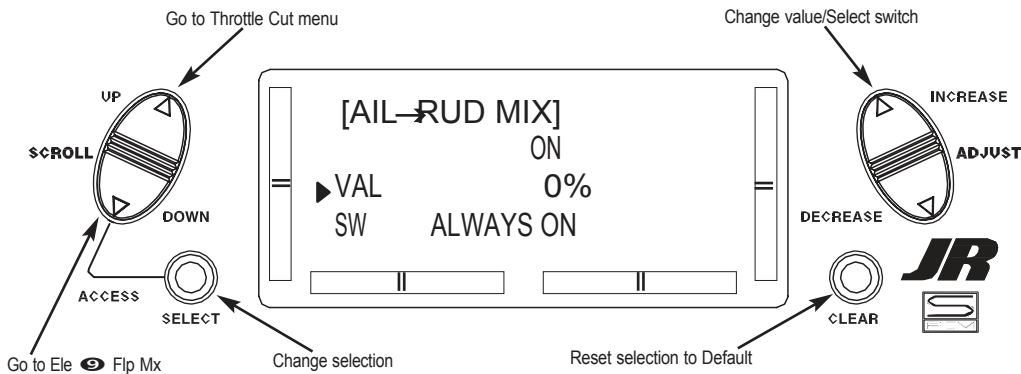 Go to Throttle Cut menu
Change value/Select switch
UP
SCROLL
DOWN
ACCESS
SELECT
[AIL→RUD MIX]
ON
VAL 0%
SW ALWAYS ON
INCREASE
ADJUST
DECREASE
CLEAR
JR
S
Go to Ele 9 Flp Mx
Change selection
Reset selection to Default